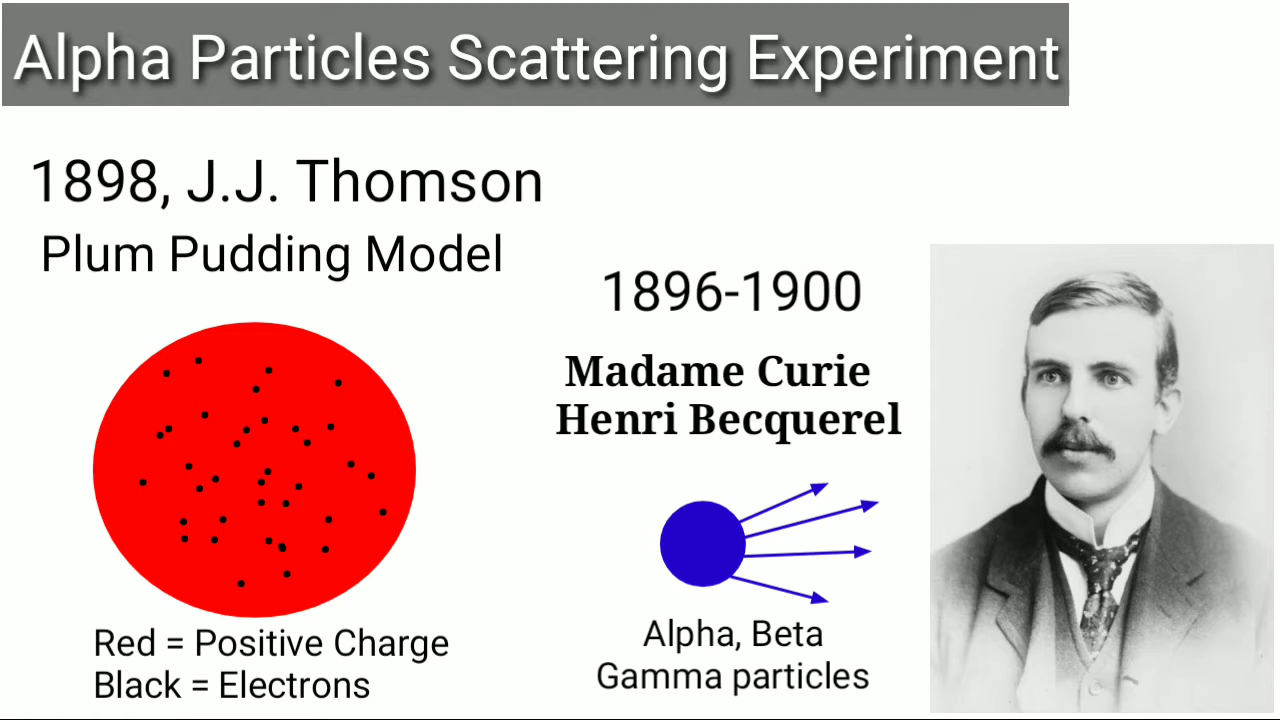 Alpha Particles Scattering Experiment
1898, J.J. Thomson
Plum Pudding Model
1896-1900
Madame Curie
Henri Becquerel
Red = Positive Charge
Black = Electrons
Alpha, Beta
Gamma particles